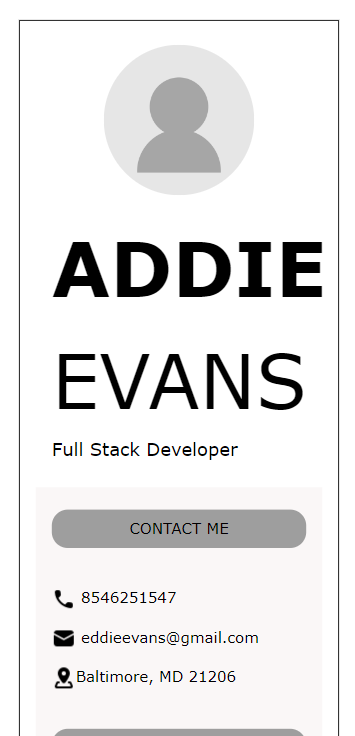 ADDIE
EVANS
Full Stack Developer
CONTACT ME
8546251547
eddieevans@gmail.com
Baltimore, MD 21206